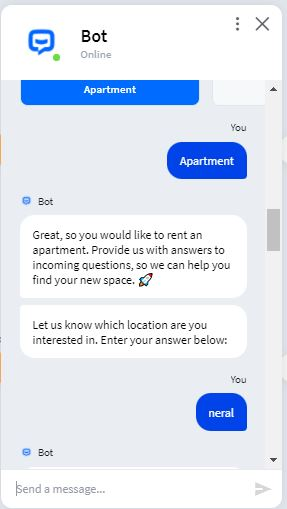 Bot
Online
Apartment
You
Apartment
Bot
Great, so you would like to rent an
apartment. Provide us with answers to
incoming questions, so we can help you
find your new space. 🚀
Let us know which location are you
interested in. Enter your answer below:
You
neral
Bot
Send a message...